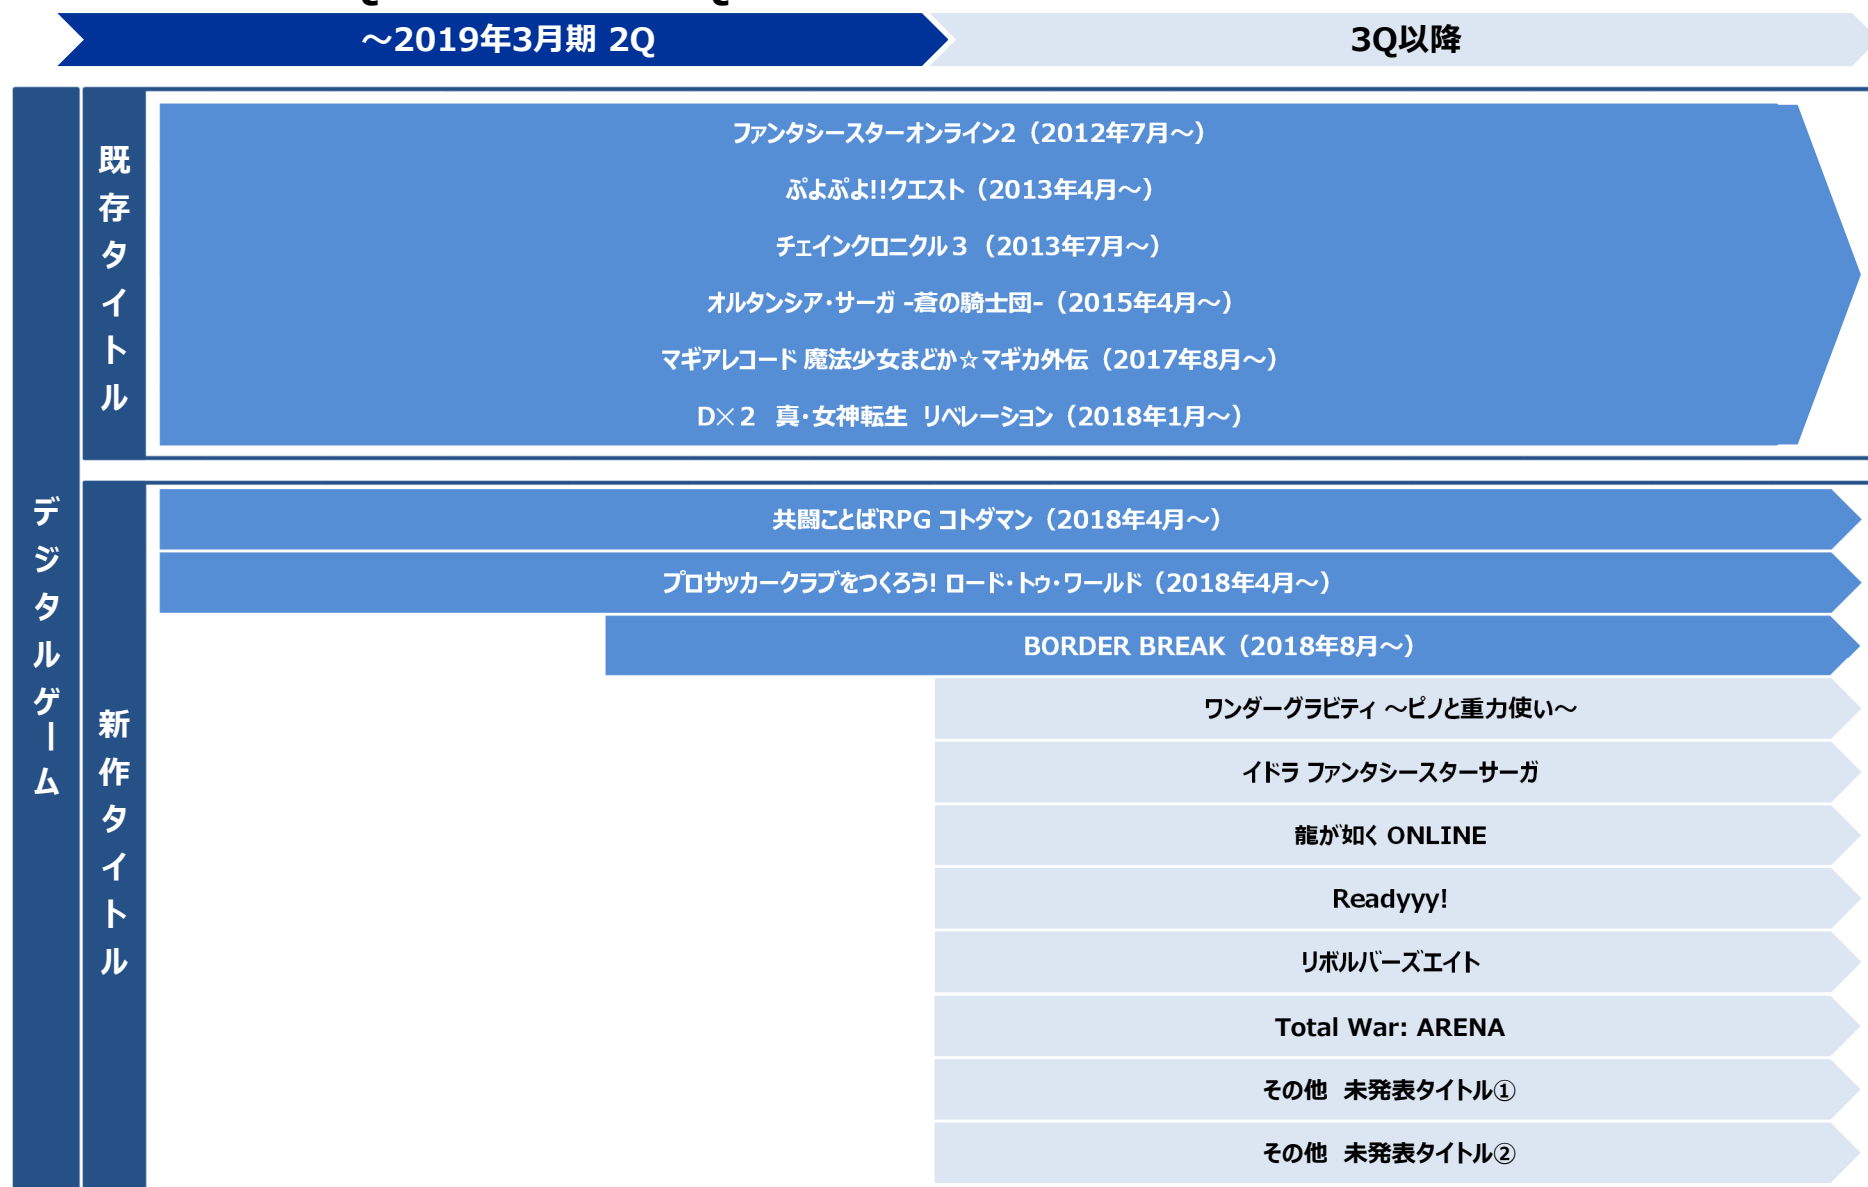 ～2019年3月期 2Q
3Q以降
デジタルゲーム
既存タイトル
ファンタシースターオンライン2（2012年7月～）
ぷよぷよ!!クエスト（2013年4月～）
チェインクロニクル３（2013年7月～）
オルタンシア・サーガ -蒼の騎士団-（2015年4月～）
マギアレコード 魔法少女まどか☆マギカ外伝（2017年8月～）
D×２　真・女神転生 リベレーション（2018年1月～）
新作タイトル
共闘ことばRPG コトダマン（2018年4月～）
プロサッカークラブをつくろう! ロード・トゥ・ワールド（2018年4月～）
BORDER BREAK（2018年8月～）
ワンダーグラビティ ～ピノと重力使い～
イドラ ファンタシースターサーガ
龍が如く ONLINE
Readyyy!
リボルバーズエイト
Total War: ARENA
その他　未発表タイトル①
その他　未発表タイトル②